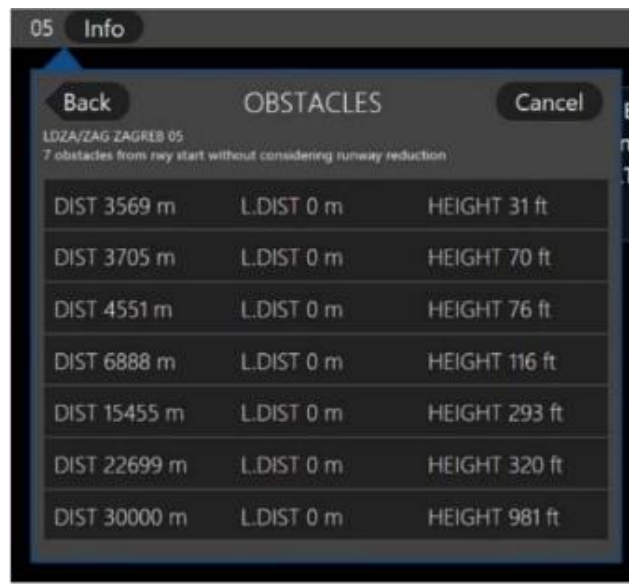 05 Info
Back OBSTACLES Cancel
LDZA/ZAG ZAGREB 05
7 obstacles from rwy start without considering runway reduction
DIST 3569 m L.DIST 0 m HEIGHT 31 ft
DIST 3705 m L.DIST 0 m HEIGHT 70 ft
DIST 4551 m L.DIST 0 m HEIGHT 76 ft
DIST 6888 m L.DIST 0 m HEIGHT 116 ft
DIST 15455 m L.DIST 0 m HEIGHT 293 ft
DIST 22699 m L.DIST 0 m HEIGHT 320 ft
DIST 30000 m L.DIST 0 m HEIGHT 981 ft